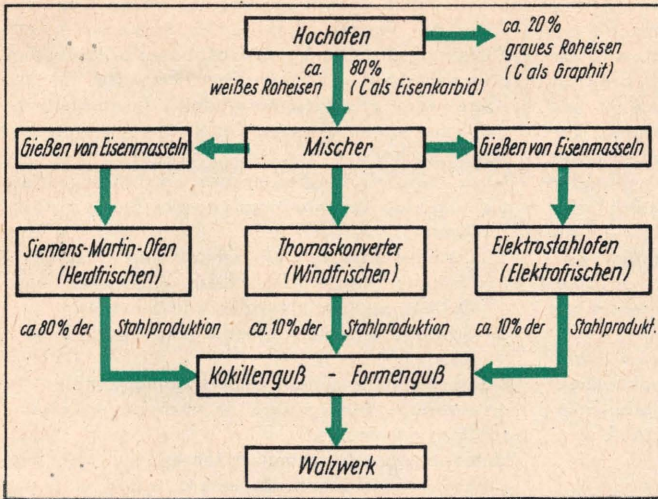 Hochofen
ca. 20%
graues Roheisen
(C als Graphit)
ca. 80%
weißes Roheisen (C als Eisenkarbid)
Gießen von Eisenmasseln
Mischer
Gießen von Eisenmasseln
Siemens-Martin-Ofen
(Herdfrischen)
Thomaskonverter
(Windfrischen)
Elektrostahlofen
(Elektrofrischen)
ca. 80% der Stahlproduktion
ca. 10% der Stahlproduktion
ca. 10% der Stahlprodukt.
Kokillenguß - Formenguß
Walzwerk